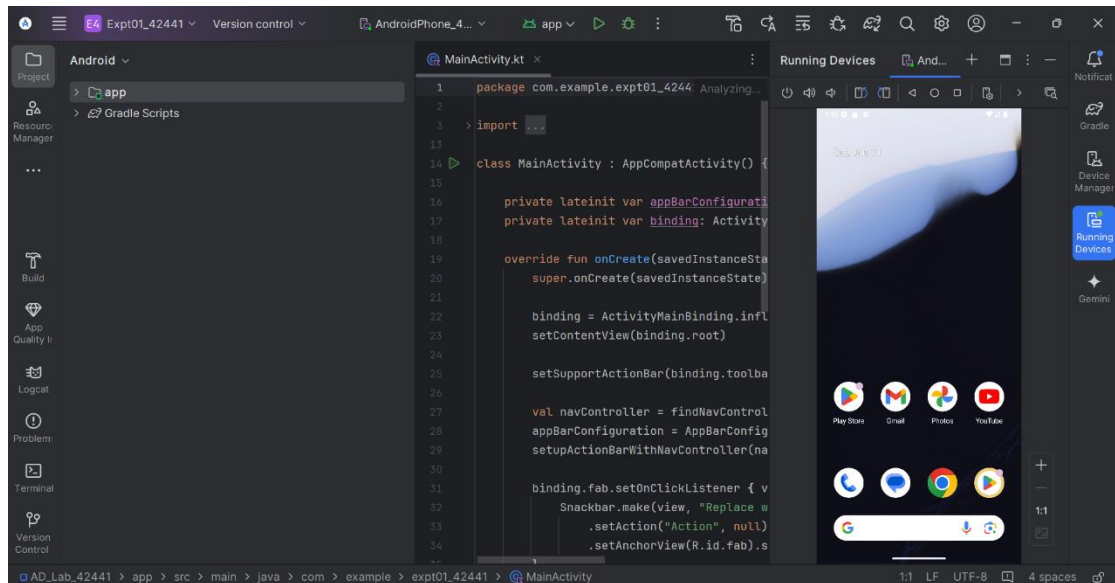 E4 Expt01_42441 Version control AndroidPhone_4... app
Project
Resource
Manager
...
Build
App
Quality Ir
Logcat
Problem:
Terminal
Version
Control
Android
app
Gradle Scripts
MainActivity.kt
1 package com.example.expt01_4244 Analyzing...
2
3 import ...
13
14 class MainActivity : AppCompatActivity() {
15
16 private lateinit var appBarConfigurati
17 private lateinit var binding: Activity
18
19 override fun onCreate(savedInstanceSta
20 super.onCreate(savedInstanceState)
21
22 binding = ActivityMainBinding.infl
23 setContentView(binding.root)
24
25 setSupportActionBar(binding.toolba
26
27 val navController = findNavControl
28 appBarConfiguration = AppBarConfig
29 setupActionBarWithNavController(na
30
31 binding.fab.setOnClickListener { v
32 Snackbar.make(view, "Replace w
33 .setAction("Action", null)
34 .setAnchorView(R.id.fab).s
Running Devices And...
Sat, Jan
Play Store Gmail Photos YouTube
G
1:1
Notificat
Gradle
Device
Manager
Running
Devices
Gemini
AD_Lab_42441 > app > src > main > java > com > example > expt01_42441 > MainActivity 1:1 LF UTF-8 4 spaces